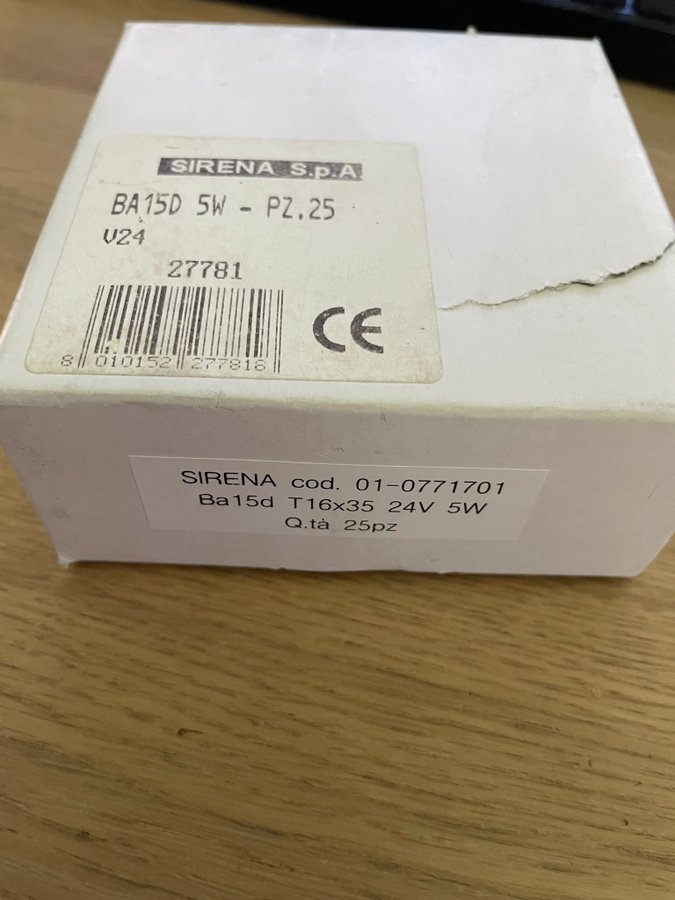 SIRENA S.p.A
BA15D 5W - PZ.25
V24
27781
CE
8 010152 277818
SIRENA cod. 01-0771701
Ba15d T16x35 24V 5W
Q.tà 25pz